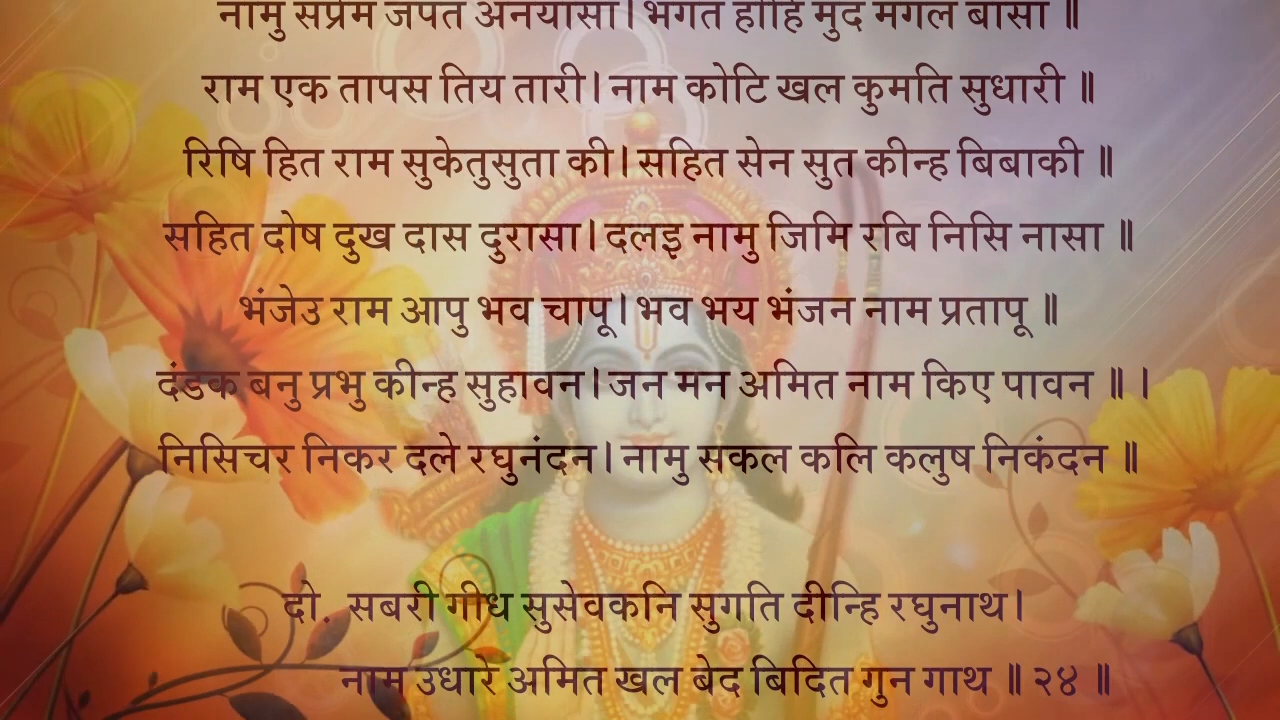 नामु सप्रेम जपत अनयासा। भगत होहिं मुद मंगल बासा ॥
राम एक तापस तिय तारी। नाम कोटि खल कुमति सुधारी ॥
रिषि हित राम सुकेतुसुता की। सहित सेन सुत कीन्ह बिबाकी ॥
सहित दोष दुख दास दुरासा। दलइ नामु जिमि रबि निसि नासा ॥
भंजेउ राम आपु भव चापू। भव भय भंजन नाम प्रतापू ॥
दंडक बनु प्रभु कीन्ह सुहावन। जन मन अमित नाम किए पावन ॥ ।
निसिचर निकर दले रघुनंदन। नामु सकल कलि कलुष निकंदन ॥
दो. सबरी गीध सुसेवकनि सुगति दीन्हि रघुनाथ।
नाम उधारे अमित खल बेद बिदित गुन गाथ ॥ २४ ॥